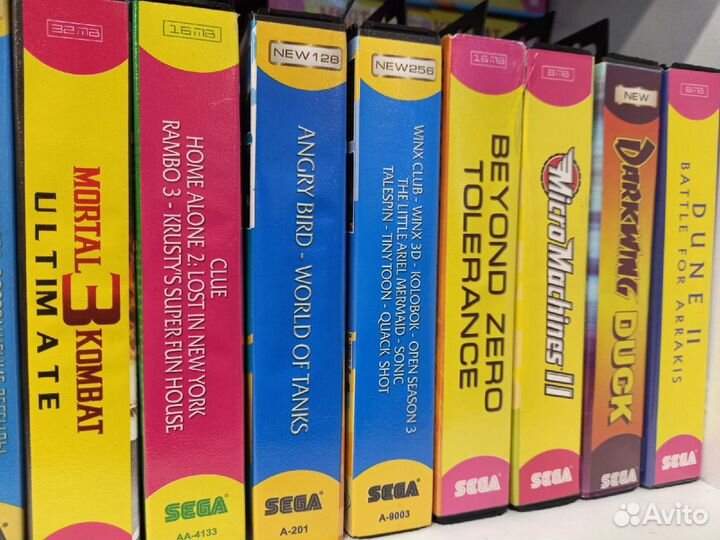 32MB
MORTAL
3
KOMBAT
ULTIMATE
16MB
CLUE
HOME ALONE 2: LOST IN NEW YORK
RAMBO 3 - KRUSTY'S SUPER FUN HOUSE
SEGA
AA-4133
NEW 128
ANGRY BIRD - WORLD OF TANKS
SEGA
A-201
NEW 256
WINX CLUB - WINX 3D - KOLOBOK - OPEN SEASON 3
THE LITTLE ARIEL MERMAID - SONIC
TALESPIN - TINY TOON - QUACK SHOT
SEGA
A-9003
16MB
BEYOND ZERO
TOLERANCE
SEGA
8MB
Micro Machines II
SEGA
NEW
DARKWING DUCK
SEGA
8MB
DUNE II
BATTLE FOR ARRAKIS
SEGA
Avito